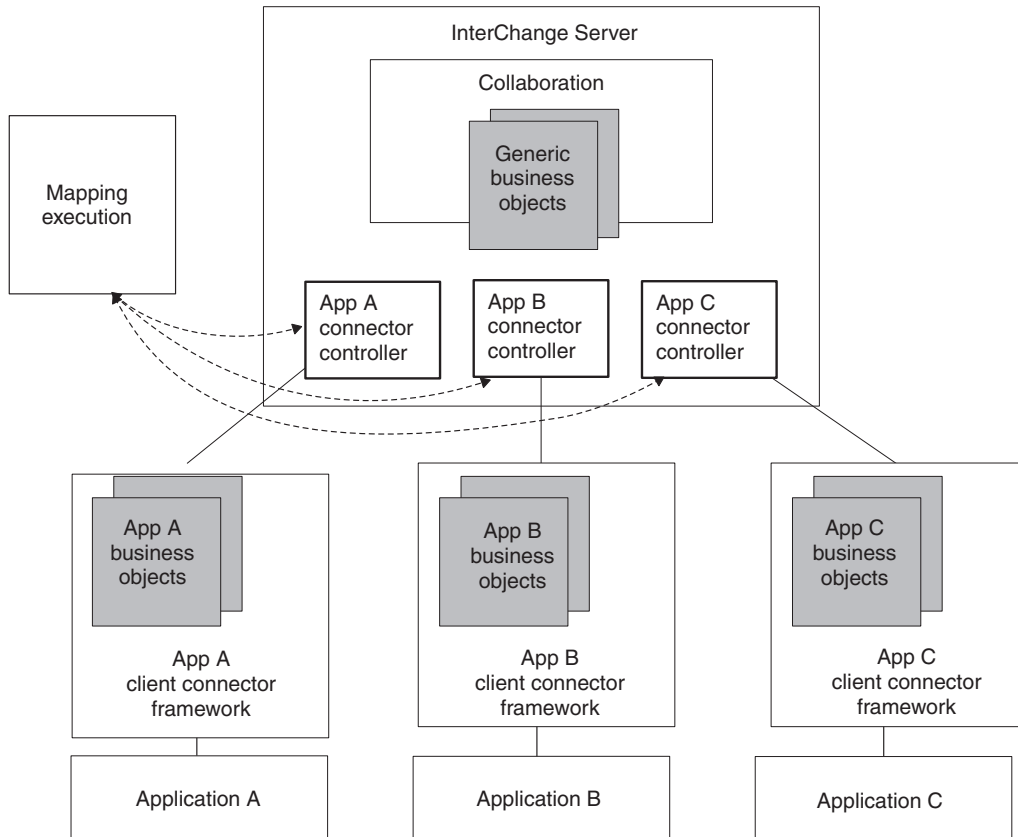 InterChange Server
Collaboration
Generic
business
objects
Mapping
execution
App A
connector
controller
App B
connector
controller
App C
connector
controller
App A
business
objects
App A
client connector
framework
App B
business
objects
App B
client connector
framework
App C
business
objects
App C
client connector
framework
Application A
Application B
Application C